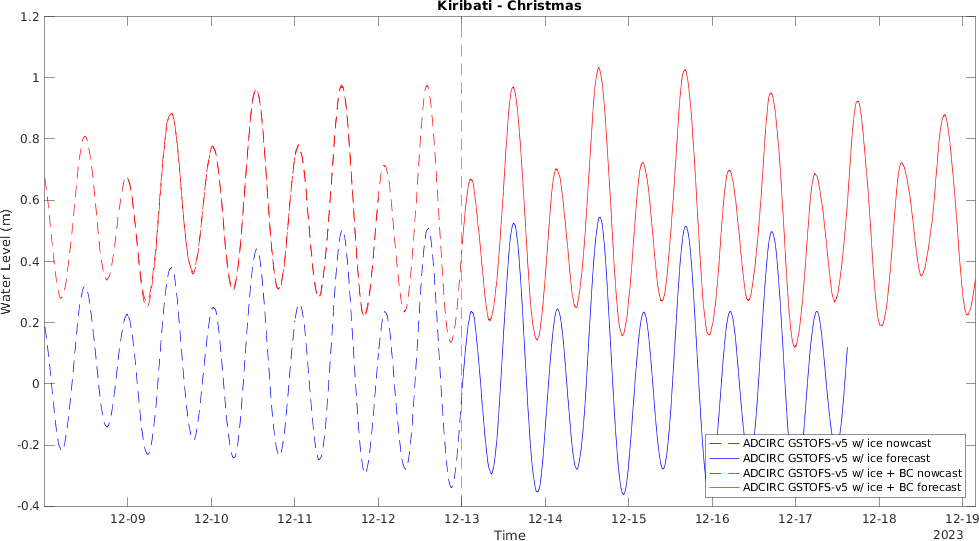 Kiribati - Christmas
1.2
1
0.8
0.6
0.4
0.2
0
-0.2
-0.4
Water Level (m)
ADCIRC GSTOFS-v5 w/ ice nowcast
ADCIRC GSTOFS-v5 w/ ice forecast
ADCIRC GSTOFS-v5 w/ ice + BC nowcast
ADCIRC GSTOFS-v5 w/ ice + BC forecast
12-09 12-10 12-11 12-12 12-13 12-14 12-15 12-16 12-17 12-18 12-19
Time
2023